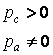 p_c > 0
p_a ≠ 0